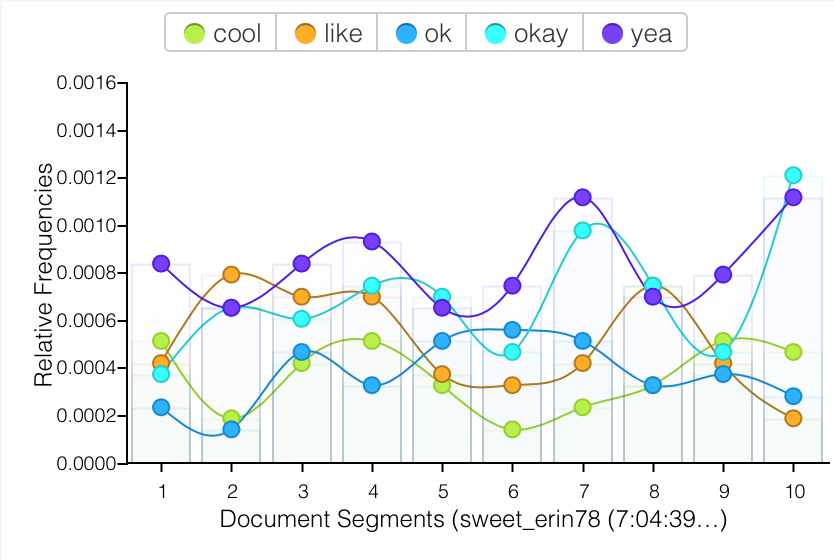 cool like ok okay yea
0.0016
0.0014
0.0012
0.0010
0.0008
0.0006
0.0004
0.0002
0.0000
Relative Frequencies
1 2 3 4 5 6 7 8 9 10
Document Segments (sweet_erin78 (7:04:39…)